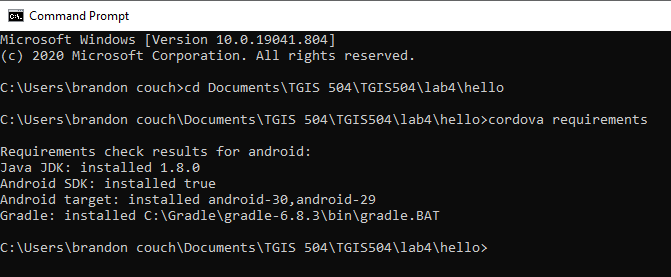 Command Prompt
Microsoft Windows [Version 10.0.19041.804]
(c) 2020 Microsoft Corporation. All rights reserved.
C:\Users\brandon couch>cd Documents\TGIS 504\TGIS504\lab4\hello
C:\Users\brandon couch\Documents\TGIS 504\TGIS504\lab4\hello>cordova requirements
Requirements check results for android:
Java JDK: installed 1.8.0
Android SDK: installed true
Android target: installed android-30,android-29
Gradle: installed C:\Gradle\gradle-6.8.3\bin\gradle.BAT
C:\Users\brandon couch\Documents\TGIS 504\TGIS504\lab4\hello>